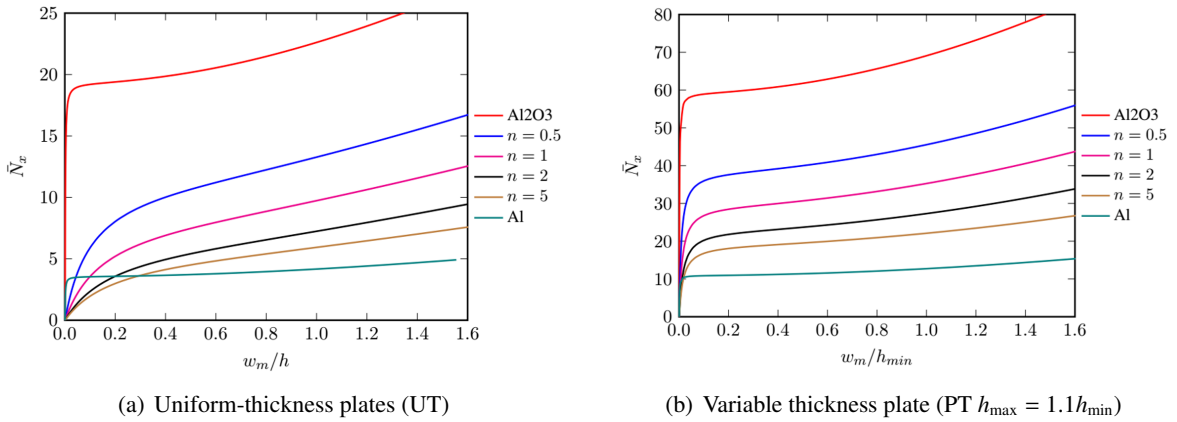 25
20
15
10
5
0
N̄x
0.0 0.2 0.4 0.6 0.8 1.0 1.2 1.4 1.6
wm/h
Al2O3
n = 0.5
n = 1
n = 2
n = 5
Al
(a) Uniform-thickness plates (UT)
80
70
60
50
40
30
20
10
0
N̄x
0.0 0.2 0.4 0.6 0.8 1.0 1.2 1.4 1.6
wm/hmin
Al2O3
n = 0.5
n = 1
n = 2
n = 5
Al
(b) Variable thickness plate (PT hmax = 1.1hmin)